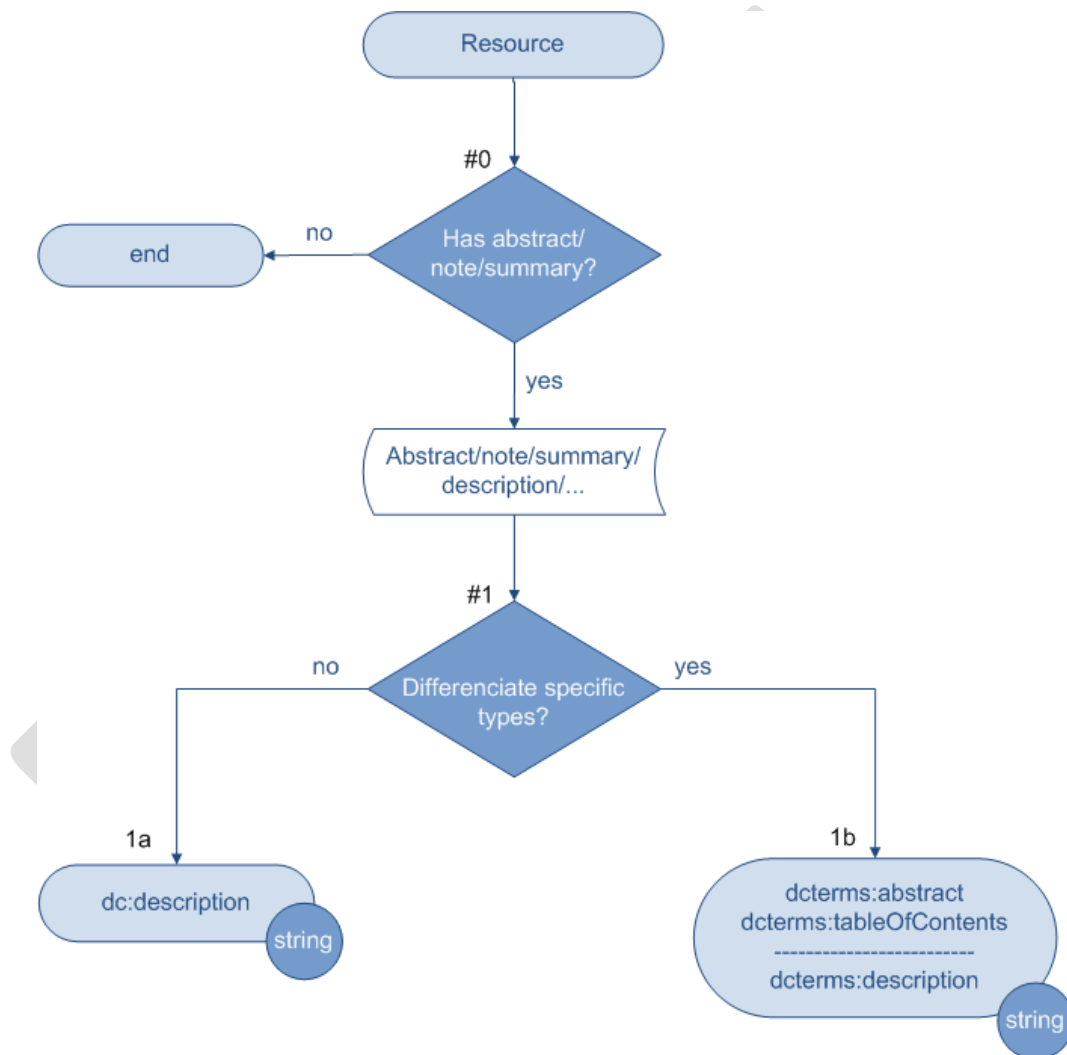 Resource
#0
Has abstract/
note/summary?
no
end
yes
Abstract/note/summary/
description/...
#1
Differenciate specific
types?
no
yes
1a
dc:description
string
1b
dcterms:abstract
dcterms:tableOfContents
-------------------------
dcterms:description
string